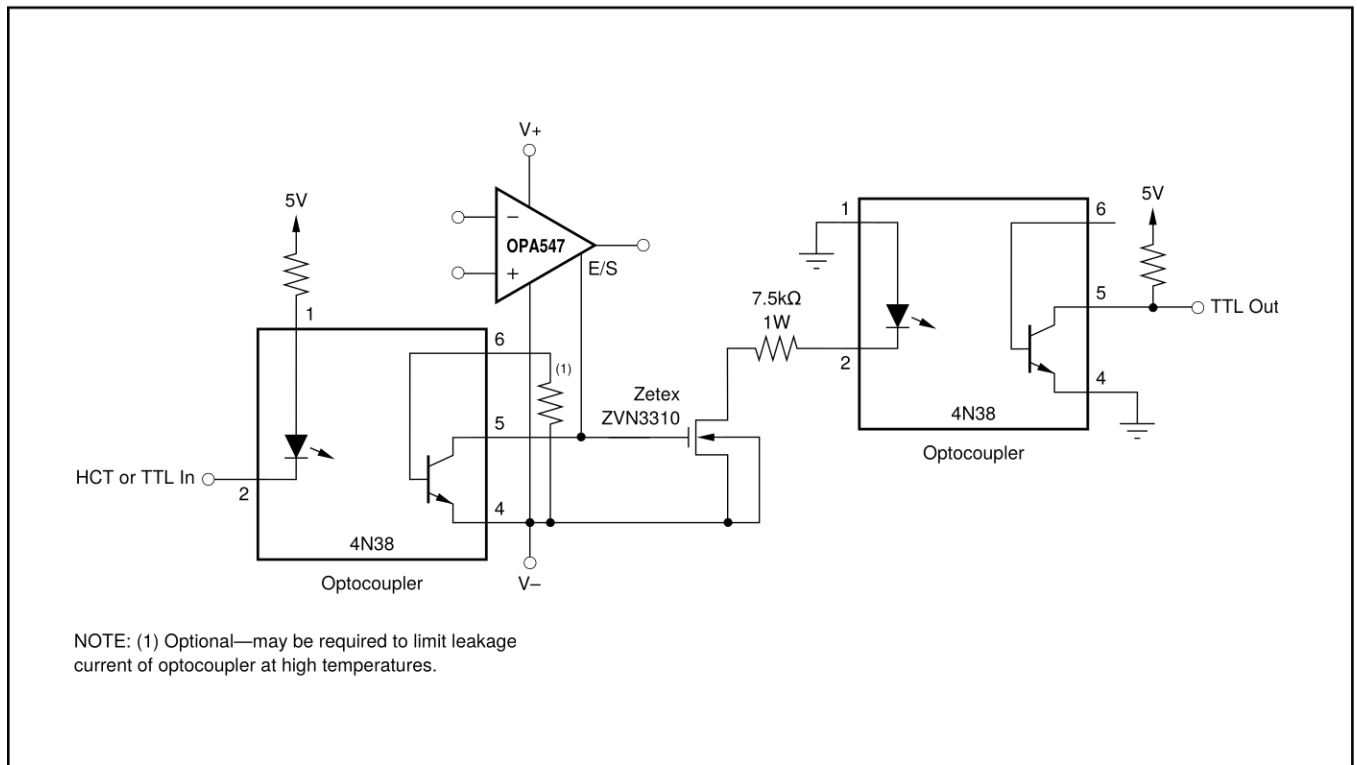 V+
5V
–
OPA547
+
E/S
1
6
(1)
5
4
2
HCT or TTL In
4N38
Optocoupler
V–
Zetex
ZVN3310
7.5kΩ
1W
1
2
6
5V
5
TTL Out
4
4N38
Optocoupler
NOTE: (1) Optional—may be required to limit leakage
current of optocoupler at high temperatures.